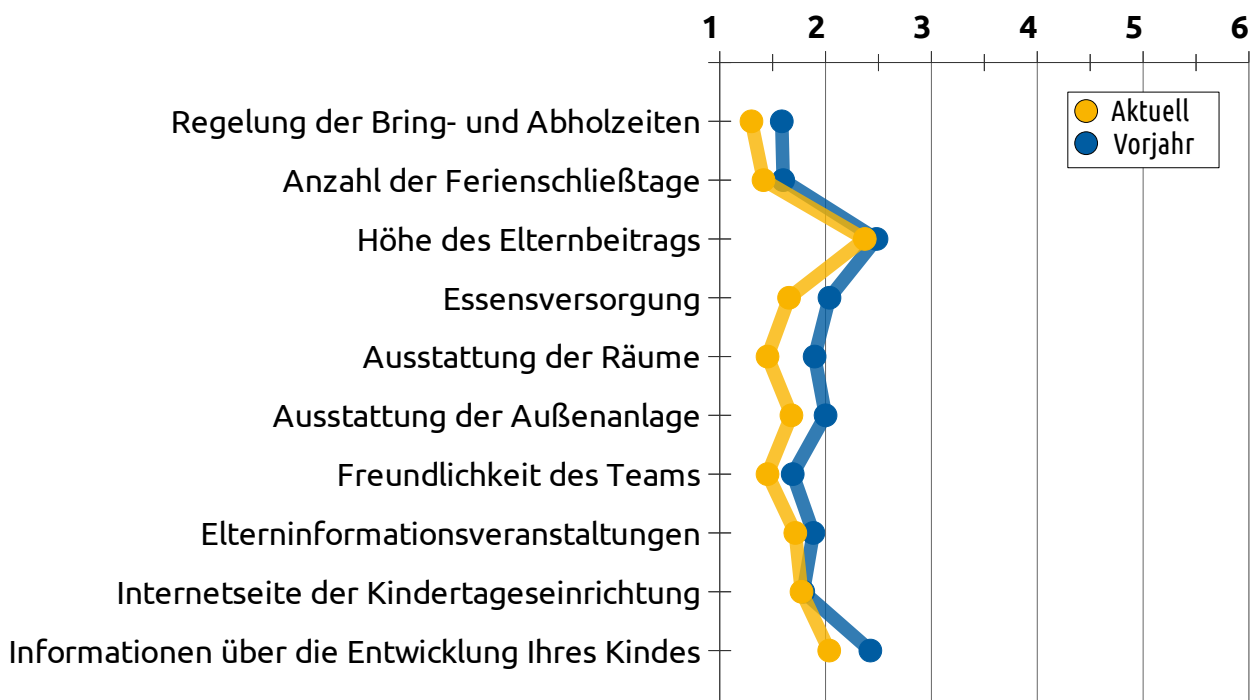 1 2 3 4 5 6
Aktuell
Vorjahr
Regelung der Bring- und Abholzeiten
Anzahl der Ferienschließtage
Höhe des Elternbeitrags
Essensversorgung
Ausstattung der Räume
Ausstattung der Außenanlage
Freundlichkeit des Teams
Elterninformationsveranstaltungen
Internetseite der Kindertageseinrichtung
Informationen über die Entwicklung Ihres Kindes